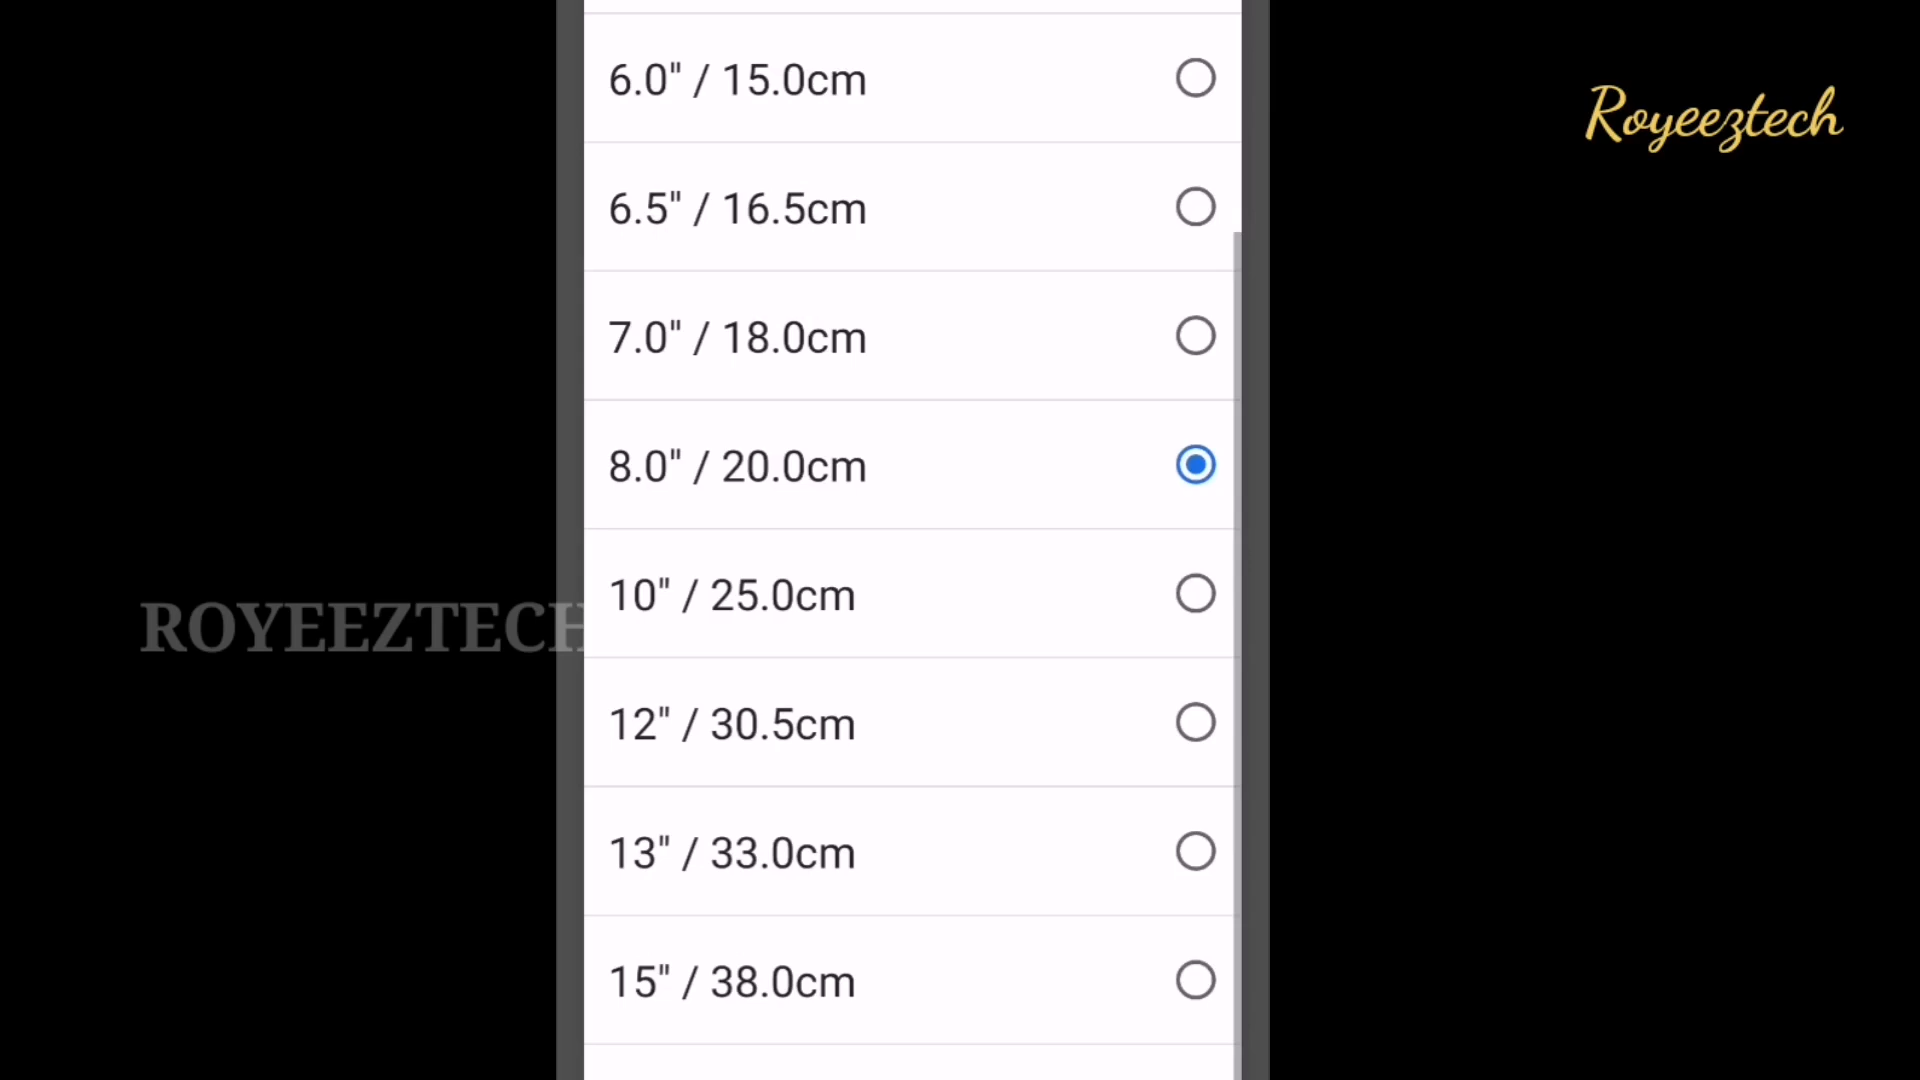 6.0" / 15.0cm
Royeeztech
6.5" / 16.5cm
7.0" / 18.0cm
8.0" / 20.0cm
10" / 25.0cm
ROYEEZTECH
12" / 30.5cm
13" / 33.0cm
15" / 38.0cm